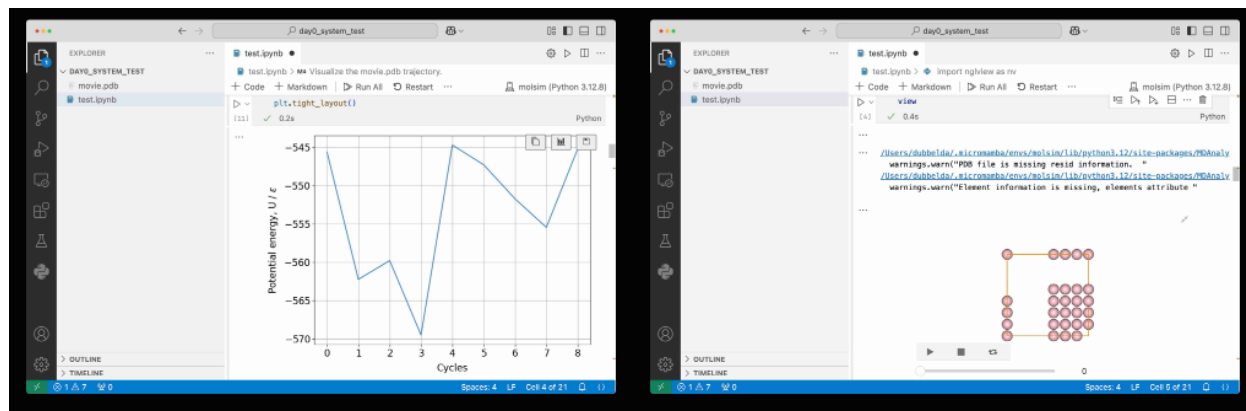 day0_system_test
EXPLORER
test.ipynb
DAY0_SYSTEM_TEST
movie.pdb
test.ipynb
test.ipynb > M↓ Visualize the movie.pdb trajectory.
+ Code + Markdown Run All Restart ... molsim (Python 3.12.8)
plt.tight_layout()
[11] ✓ 0.2s Python
Potential energy, U / ε
−545
−550
−555
−560
−565
−570
0 1 2 3 4 5 6 7 8
Cycles
OUTLINE
TIMELINE
1 7 0 Spaces: 4 LF Cell 4 of 21
day0_system_test
EXPLORER
test.ipynb
DAY0_SYSTEM_TEST
movie.pdb
test.ipynb
test.ipynb > import nglview as nv
+ Code + Markdown Run All Restart ... molsim (Python 3.12.8)
view
[4] ✓ 0.4s Python
/Users/dubbelda/.micromamba/envs/molsim/lib/python3.12/site-packages/MDAnaly
warnings.warn("PDB file is missing resid information. "
/Users/dubbelda/.micromamba/envs/molsim/lib/python3.12/site-packages/MDAnaly
warnings.warn("Element information is missing, elements attribute "
0
OUTLINE
TIMELINE
1 7 0 Spaces: 4 LF Cell 5 of 21